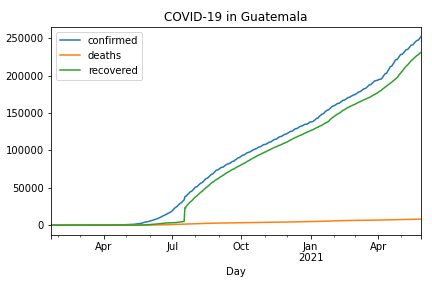 COVID-19 in Guatemala
250000
200000
150000
100000
50000
0
confirmed
deaths
recovered
Apr
Jul
Oct
Jan
2021
Apr
Day